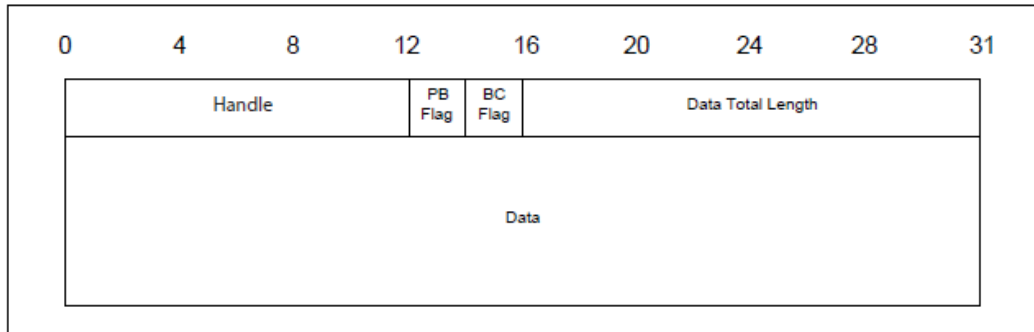 0 4 8 12 16 20 24 28 31
Handle PB Flag BC Flag Data Total Length
Data